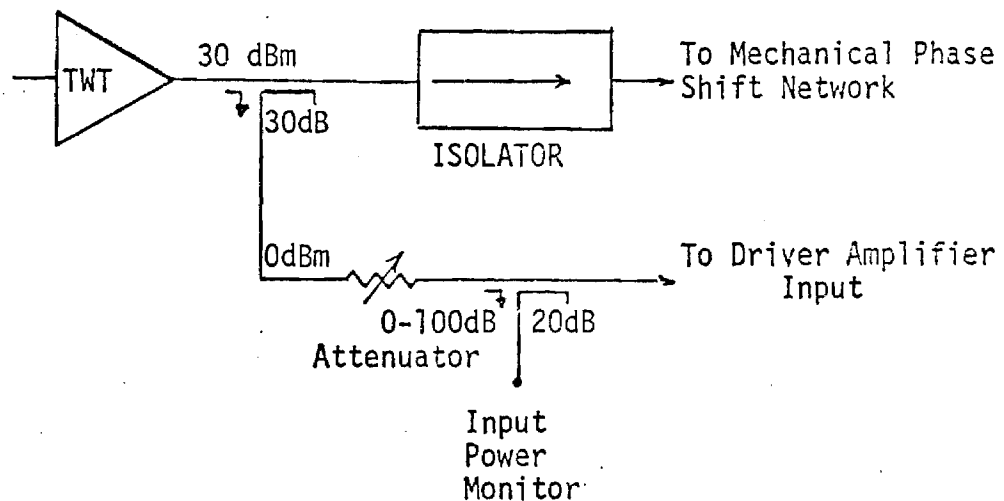 TWT
30 dBm
30dB
ISOLATOR
To Mechanical Phase
Shift Network
0dBm
0-100dB
Attenuator
20dB
To Driver Amplifier
Input
Input
Power
Monitor